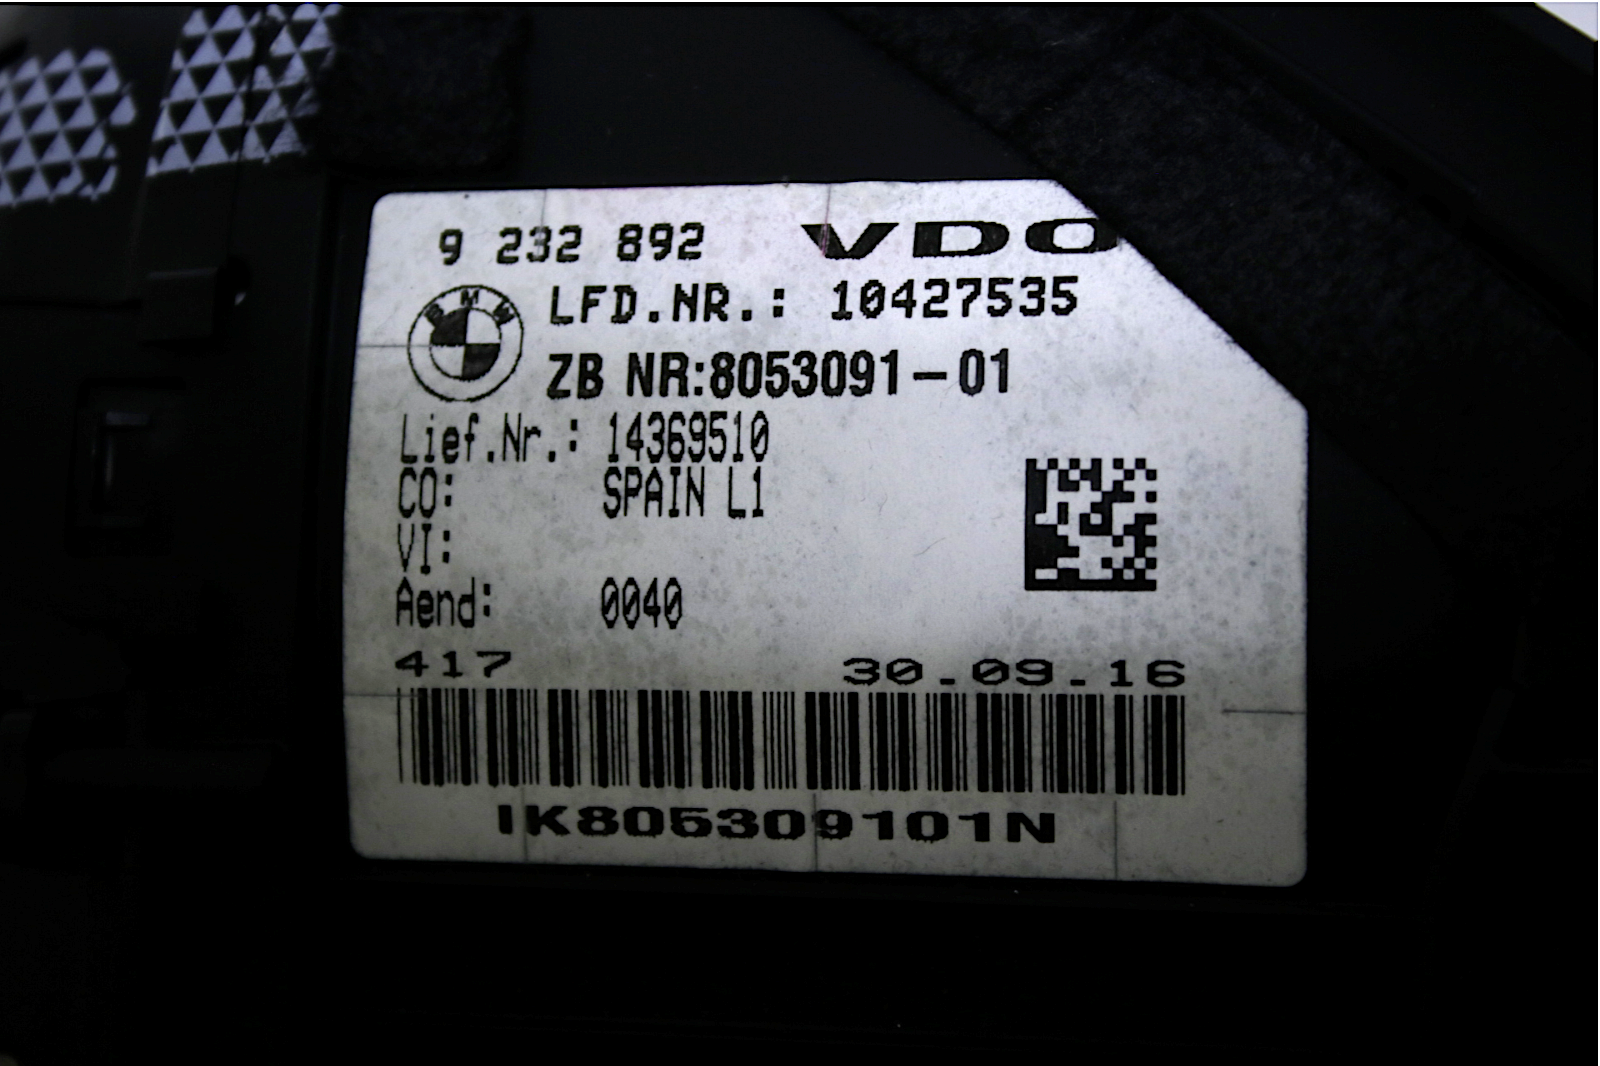 9 232 892 VDO
BMW
LFD.NR.: 10427535
ZB NR:8053091-01
Lief.Nr.: 14369510
CO: SPAIN L1
VI:
Aend: 0040
417 30.09.16
IK805309101N